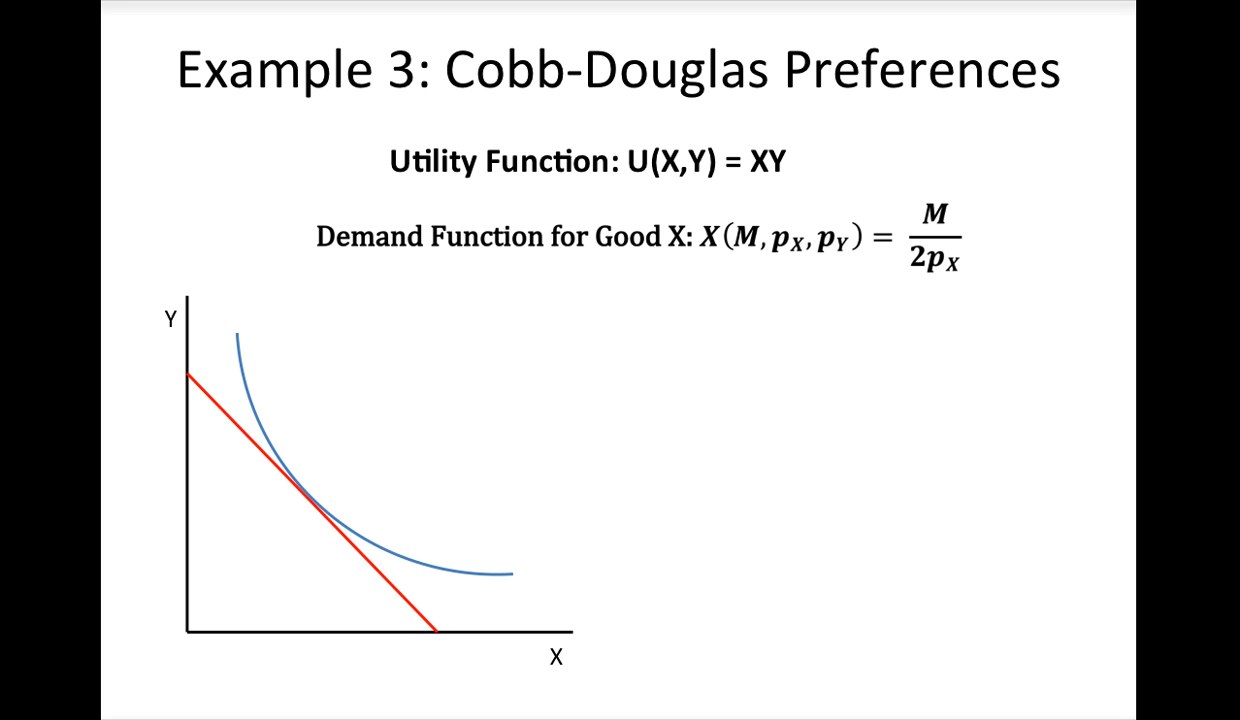 Example 3: Cobb-Douglas Preferences
Utility Function: U(X,Y) = XY
Demand Function for Good X: X(M, p_X, p_Y) = M / 2p_X
Y
X